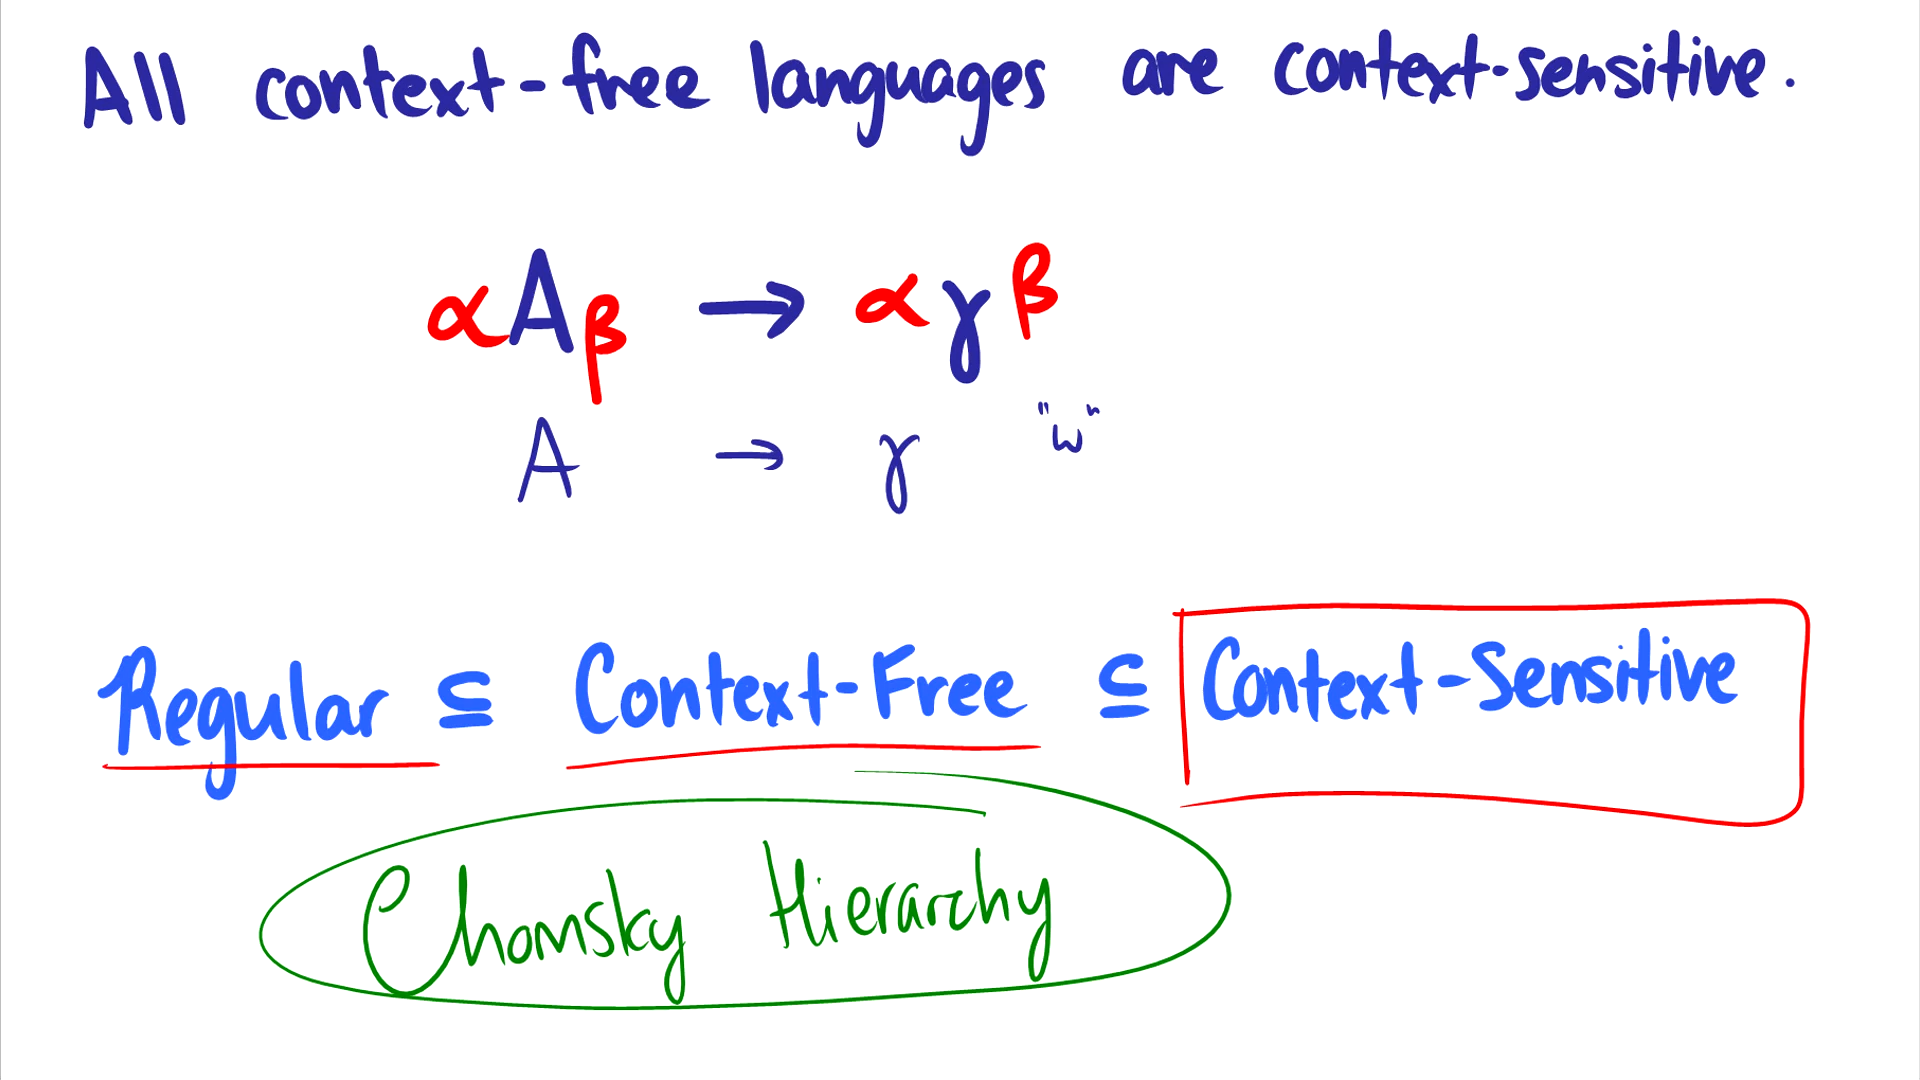 All context-free languages are context-sensitive.
αAβ → αγβ
A → γ "w"
Regular ⊆ Context-Free ⊆ Context-Sensitive
Chomsky Hierarchy